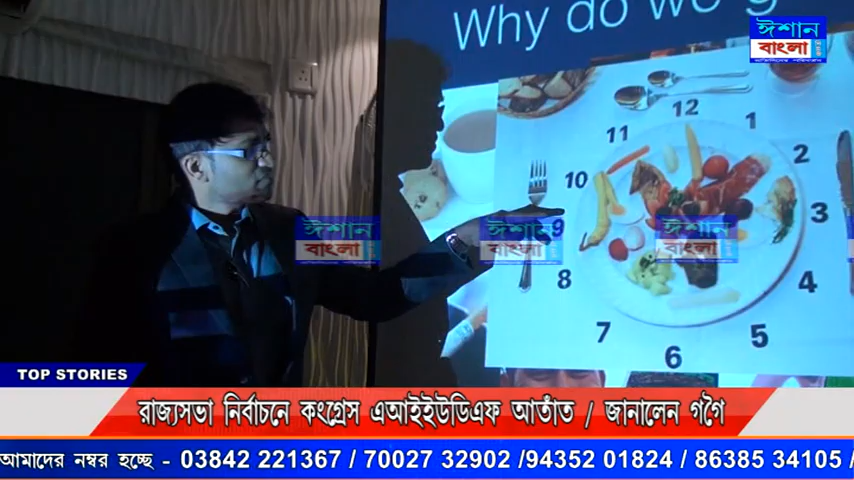 Why do we g
ঈশান
বাংলা
12
1
2
3
4
5
6
7
8
9
10
11
ঈশান
বাংলা
ঈশান
বাংলা
ঈশান
বাংলা
TOP STORIES
রাজ্যসভা নির্বাচনে কংগ্রেস এআইইউডিএফ আতাঁত / জানালেন গগৈ
আমাদের নম্বর হচ্ছে - 03842 221367 / 70027 32902 /94352 01824 / 86385 34105 /